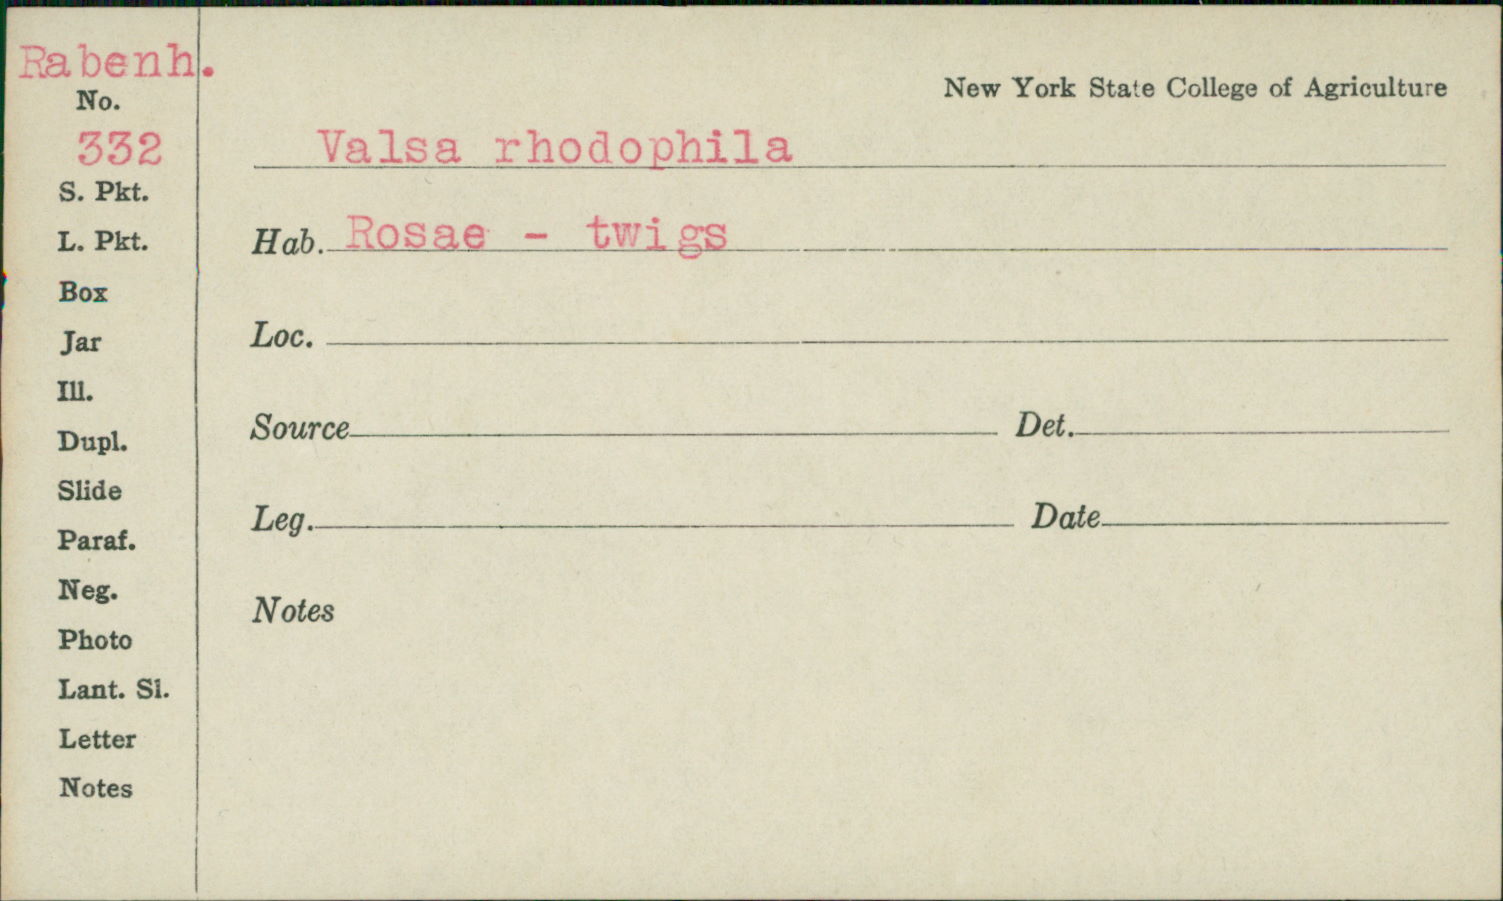 Rabenh.
No.
332
S. Pkt.
L. Pkt.
Box
Jar
Ill.
Dupl.
Slide
Paraf.
Neg.
Photo
Lant. Sl.
Letter
Notes
New York State College of Agriculture
Valsa rhodophila
Hab. Rosae - twigs
Loc.
Source Det.
Leg. Date
Notes